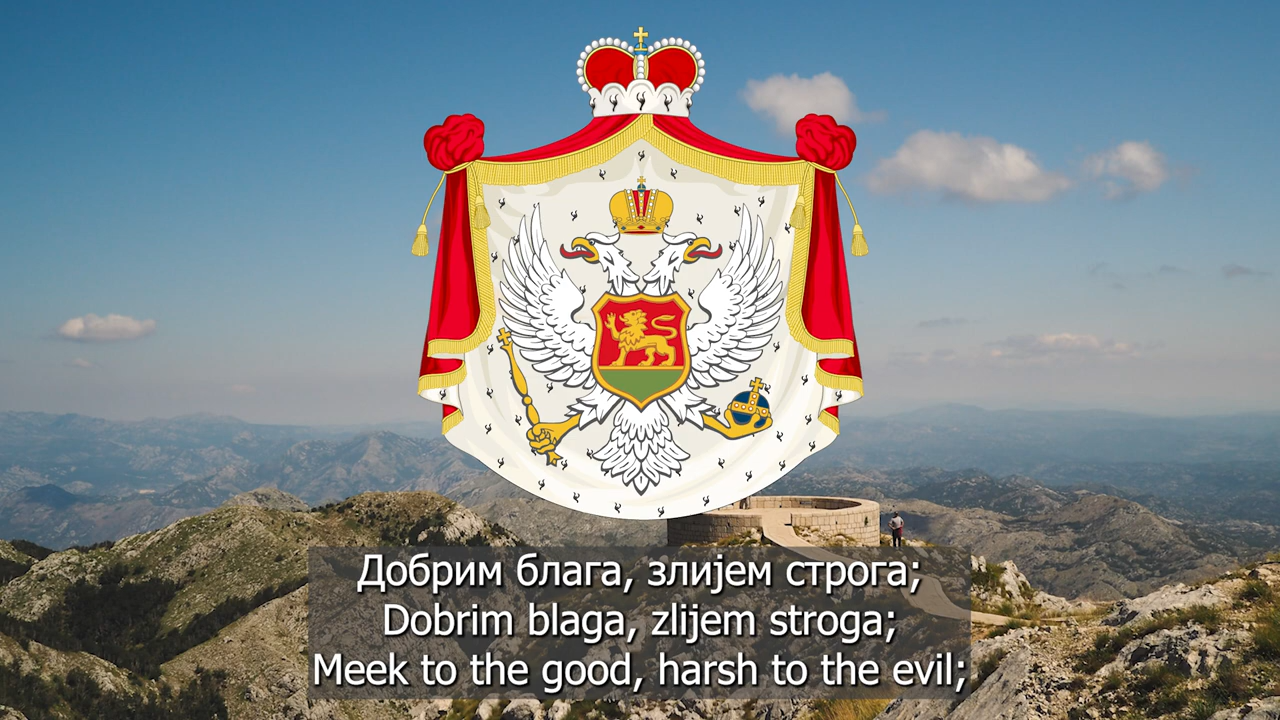 Добрим блага, злијем строга;
Dobrim blaga, zlijem stroga;
Meek to the good, harsh to the evil;